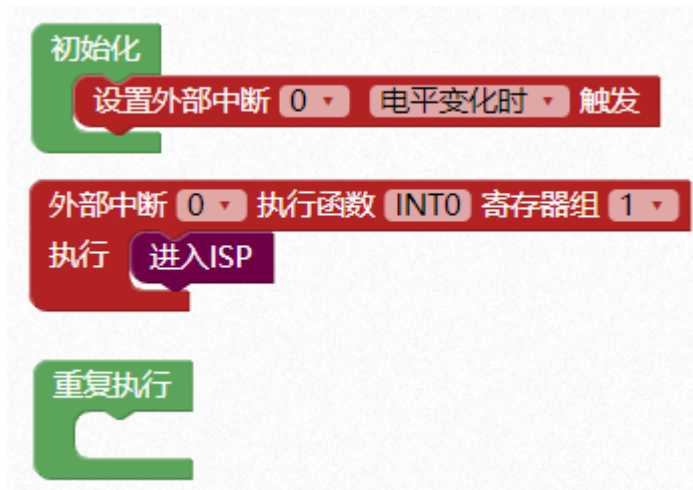 初始化
设置外部中断 0 电平变化时 触发
外部中断 0 执行函数 INT0 寄存器组 1
执行 进入ISP
重复执行